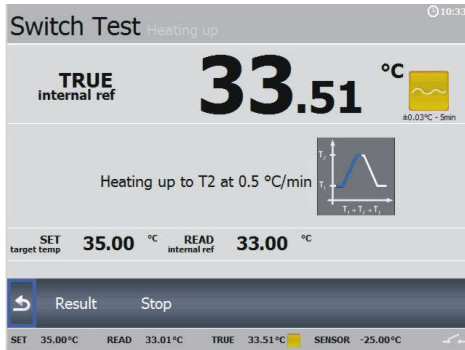 Switch Test Heating up 10:33
TRUE internal ref 33.51 °C
±0.03°C - 5min
Heating up to T2 at 0.5 °C/min
T₂
T₁
T₁ → T₂ → T₁
SET target temp 35.00 °C READ internal ref 33.00 °C
Result Stop
SET 35.00°C READ 33.01°C TRUE 33.51°C SENSOR -25.00°C